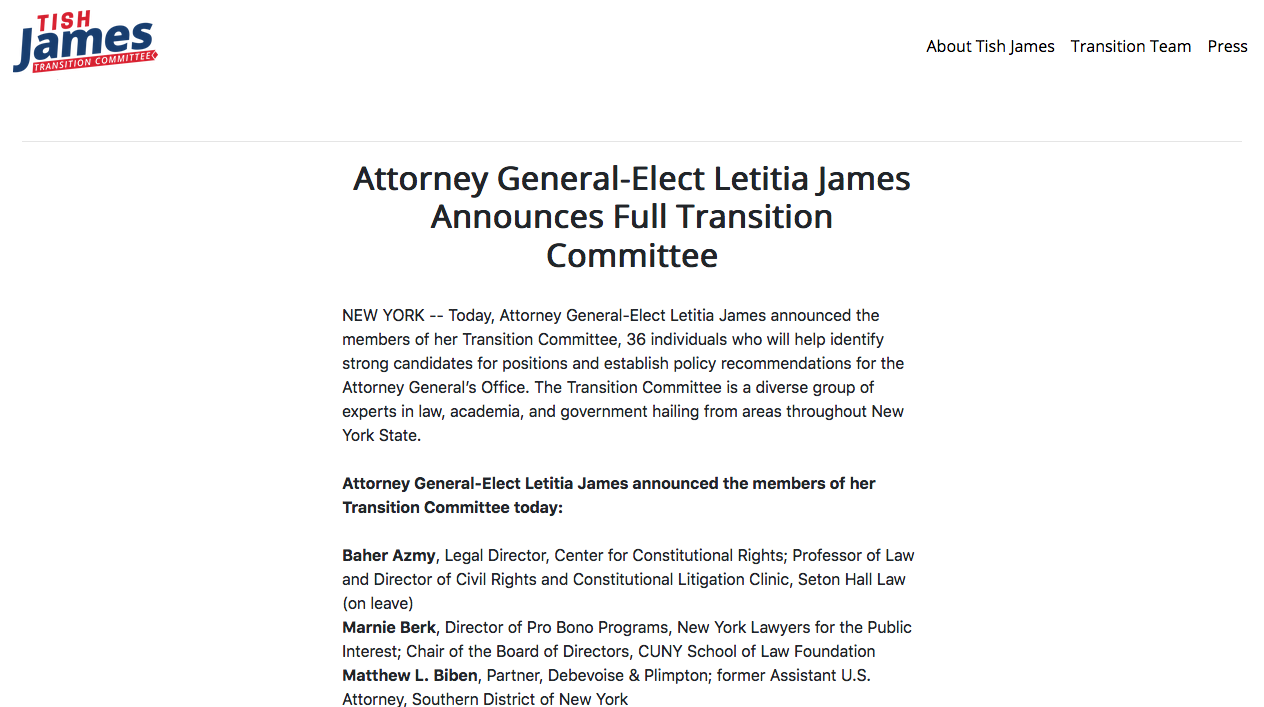 TISH
James
TRANSITION COMMITTEE
About Tish James Transition Team Press
Attorney General-Elect Letitia James
Announces Full Transition
Committee
NEW YORK -- Today, Attorney General-Elect Letitia James announced the
members of her Transition Committee, 36 individuals who will help identify
strong candidates for positions and establish policy recommendations for the
Attorney General’s Office. The Transition Committee is a diverse group of
experts in law, academia, and government hailing from areas throughout New
York State.
Attorney General-Elect Letitia James announced the members of her
Transition Committee today:
Baher Azmy, Legal Director, Center for Constitutional Rights; Professor of Law
and Director of Civil Rights and Constitutional Litigation Clinic, Seton Hall Law
(on leave)
Marnie Berk, Director of Pro Bono Programs, New York Lawyers for the Public
Interest; Chair of the Board of Directors, CUNY School of Law Foundation
Matthew L. Biben, Partner, Debevoise & Plimpton; former Assistant U.S.
Attorney, Southern District of New York